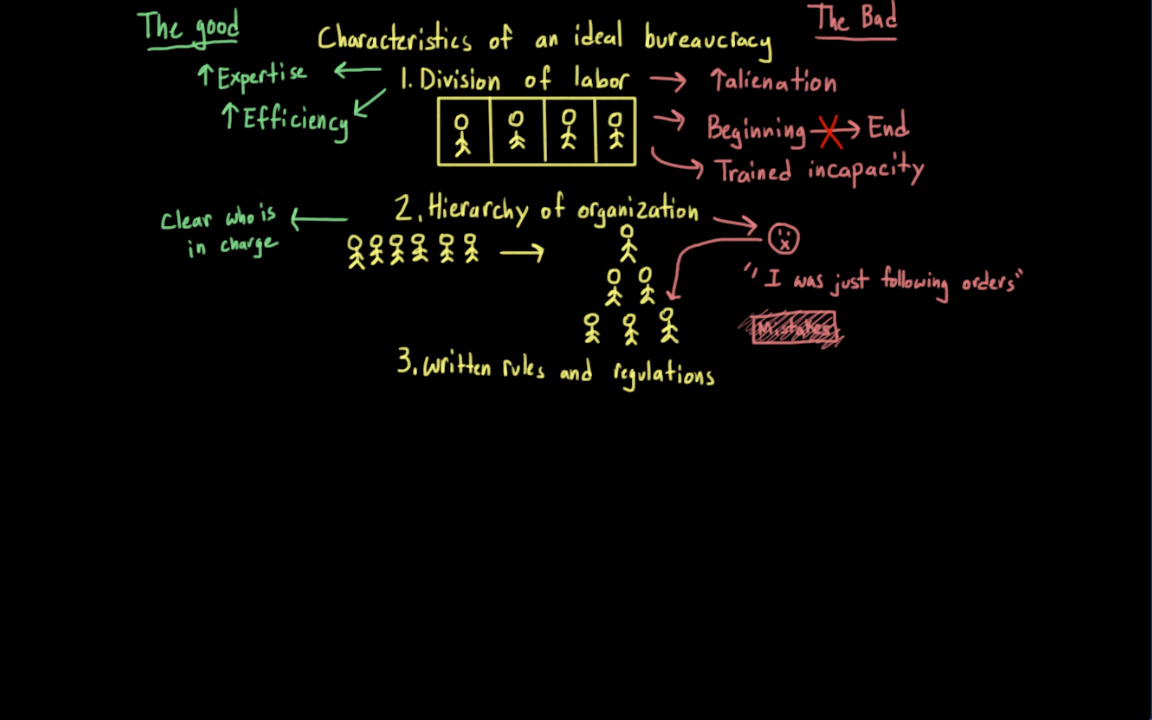 The good
The Bad
Characteristics of an ideal bureaucracy
↑Expertise
1. Division of labor
↑alienation
↑Efficiency
Beginning → End
Trained incapacity
2. Hierarchy of organization
Clear who is
in charge
"I was just following orders"
Mistakes
3. written rules and regulations